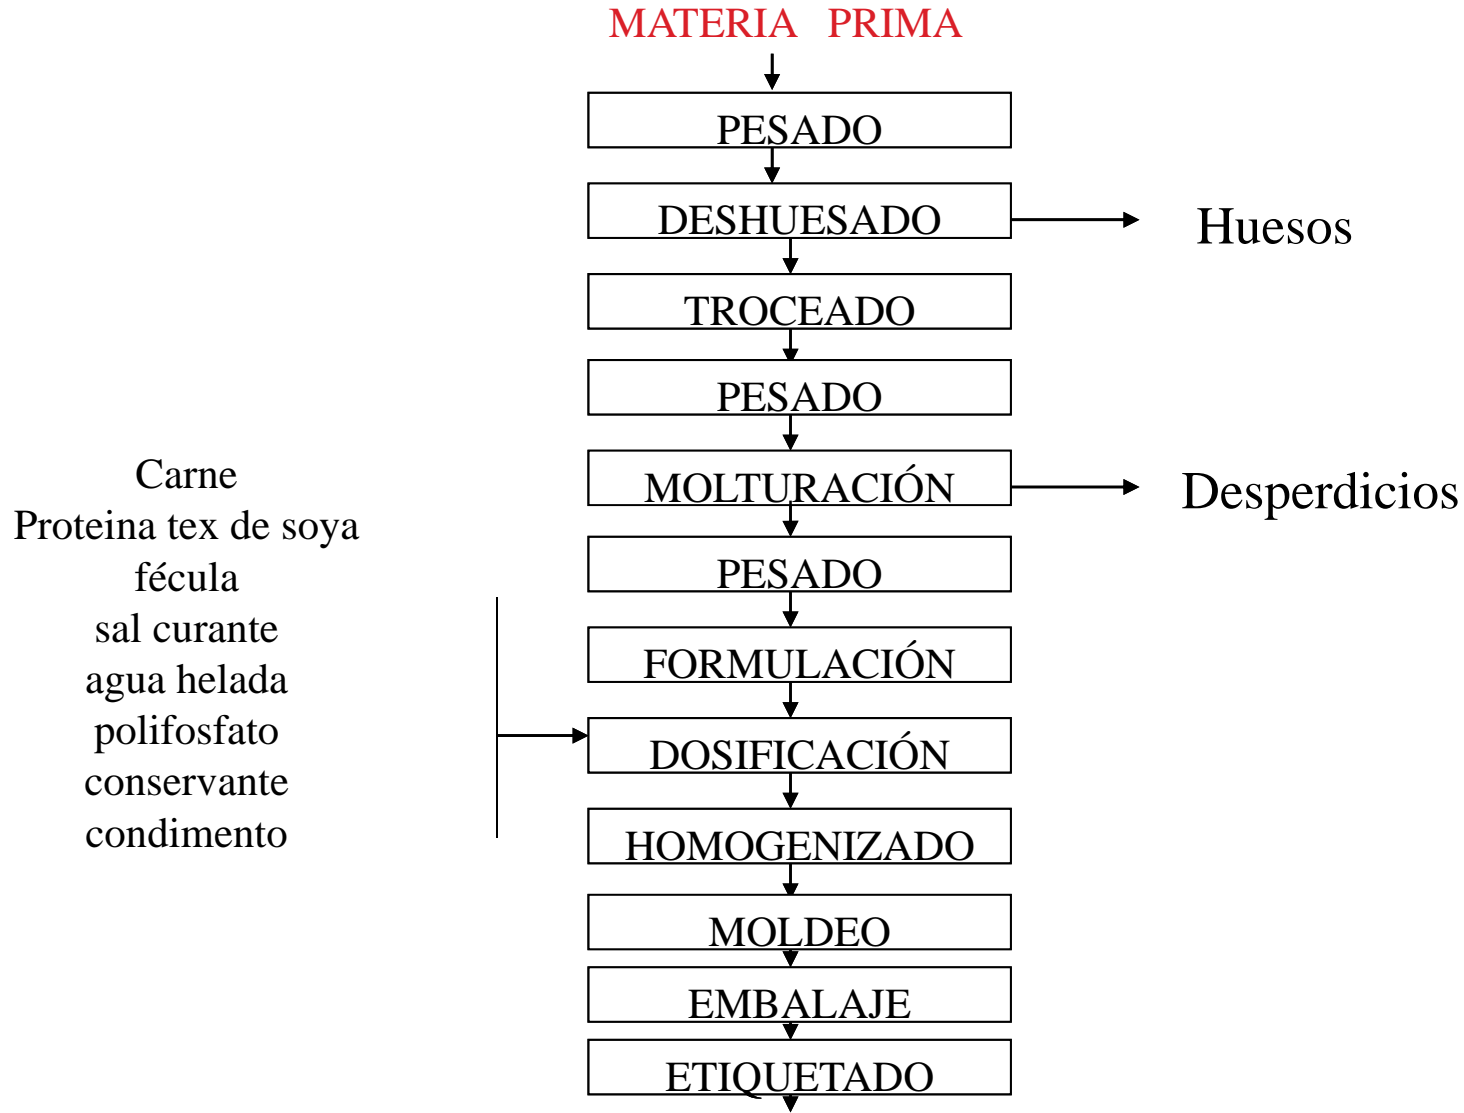 MATERIA PRIMA
PESADO
DESHUESADO
Huesos
TROCEADO
PESADO
MOLTURACIÓN
Desperdicios
Carne
Proteina tex de soya
fécula
sal curante
agua helada
polifosfato
conservante
condimento
PESADO
FORMULACIÓN
DOSIFICACIÓN
HOMOGENIZADO
MOLDEO
EMBALAJE
ETIQUETADO